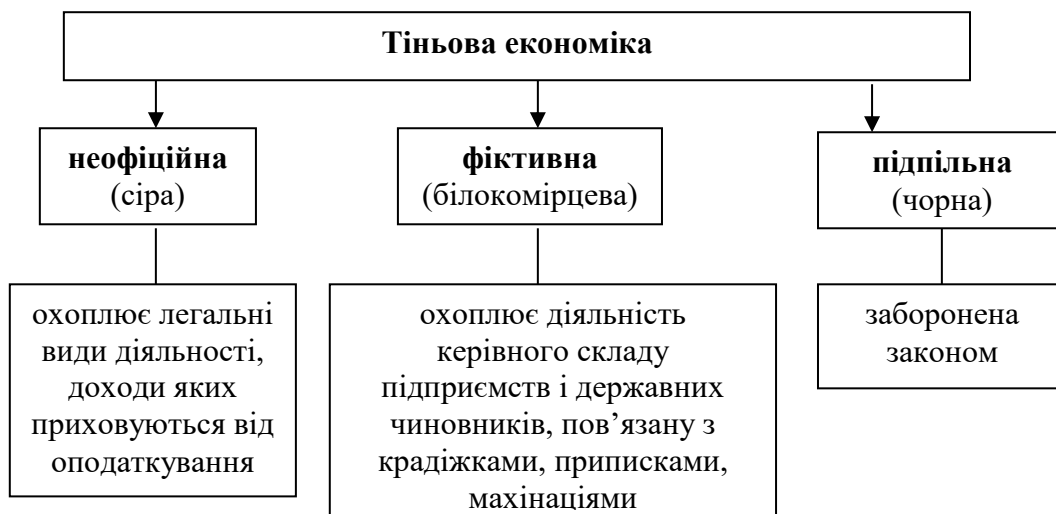 Тіньова економіка
неофіційна
(сіра)
фіктивна
(білокомірцева)
підпільна
(чорна)
охоплює легальні
види діяльності,
доходи яких
приховуються від
оподаткування
охоплює діяльність
керівного складу
підприємств і державних
чиновників, пов’язану з
крадіжками, приписками,
махінаціями
заборонена
законом